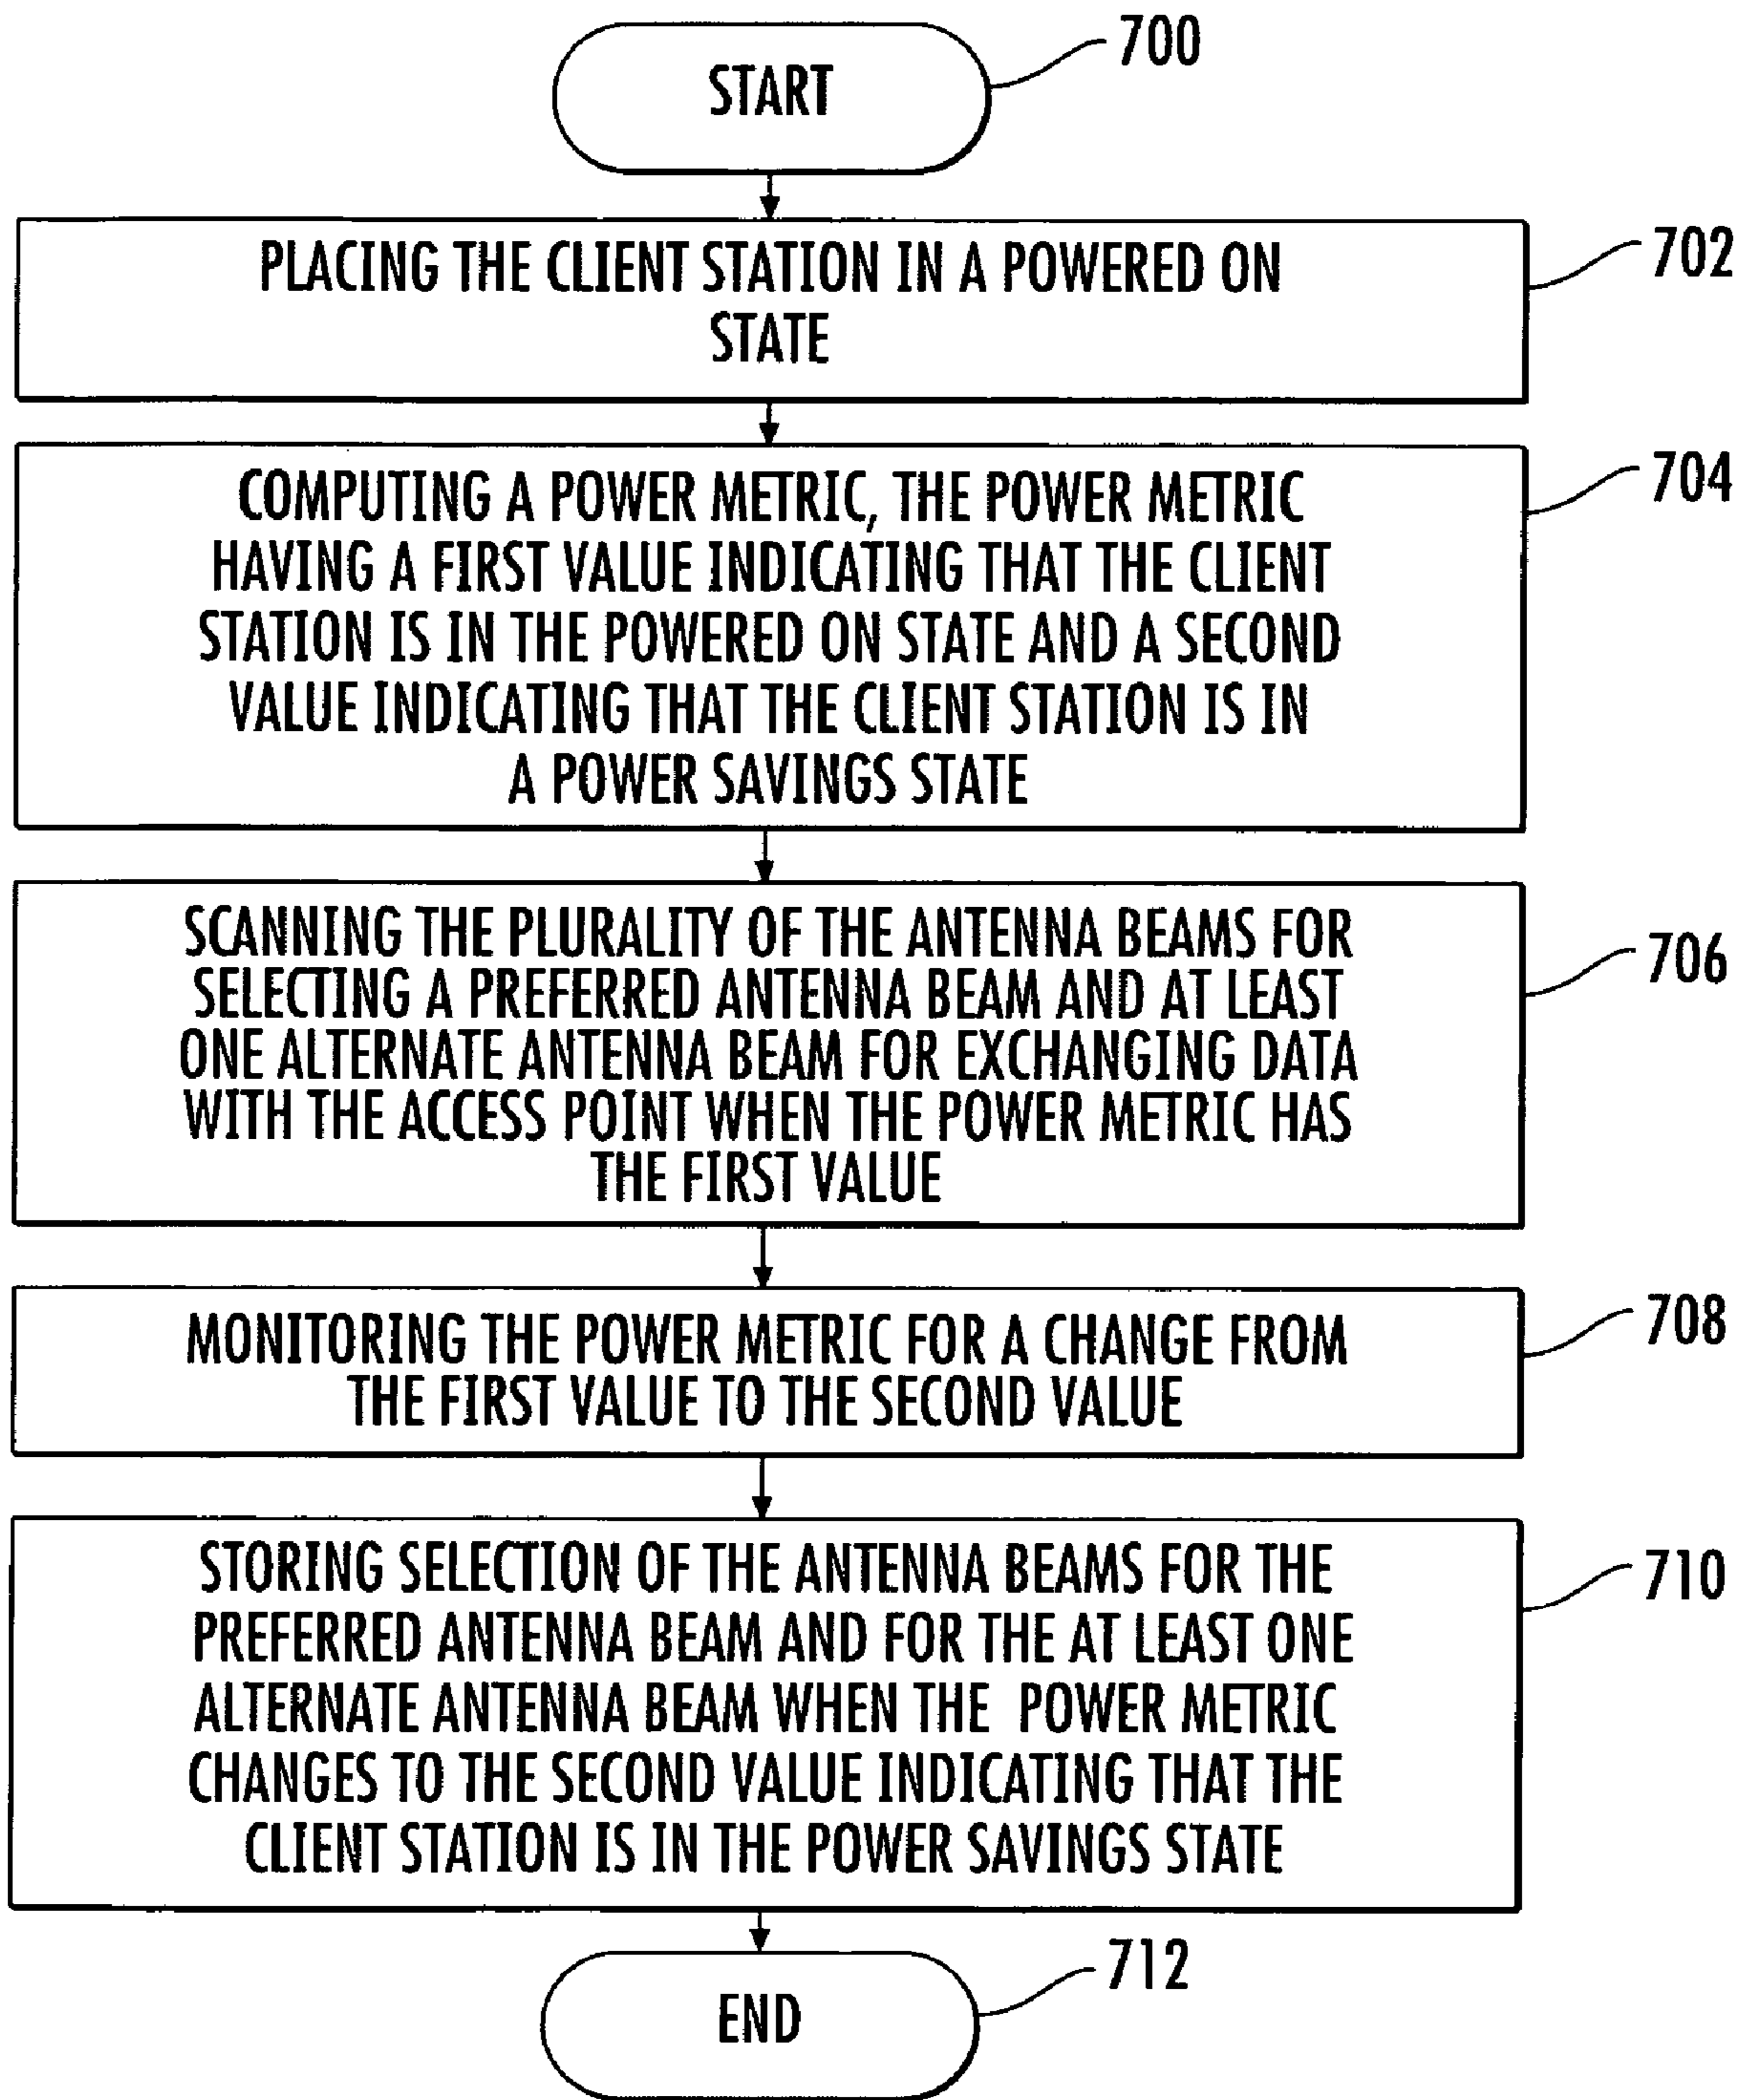 700
START
702
PLACING THE CLIENT STATION IN A POWERED ON
STATE
704
COMPUTING A POWER METRIC, THE POWER METRIC
HAVING A FIRST VALUE INDICATING THAT THE CLIENT
STATION IS IN THE POWERED ON STATE AND A SECOND
VALUE INDICATING THAT THE CLIENT STATION IS IN
A POWER SAVINGS STATE
706
SCANNING THE PLURALITY OF THE ANTENNA BEAMS FOR
SELECTING A PREFERRED ANTENNA BEAM AND AT LEAST
ONE ALTERNATE ANTENNA BEAM FOR EXCHANGING DATA
WITH THE ACCESS POINT WHEN THE POWER METRIC HAS
THE FIRST VALUE
708
MONITORING THE POWER METRIC FOR A CHANGE FROM
THE FIRST VALUE TO THE SECOND VALUE
710
STORING SELECTION OF THE ANTENNA BEAMS FOR THE
PREFERRED ANTENNA BEAM AND FOR THE AT LEAST ONE
ALTERNATE ANTENNA BEAM WHEN THE POWER METRIC
CHANGES TO THE SECOND VALUE INDICATING THAT THE
CLIENT STATION IS IN THE POWER SAVINGS STATE
712
END